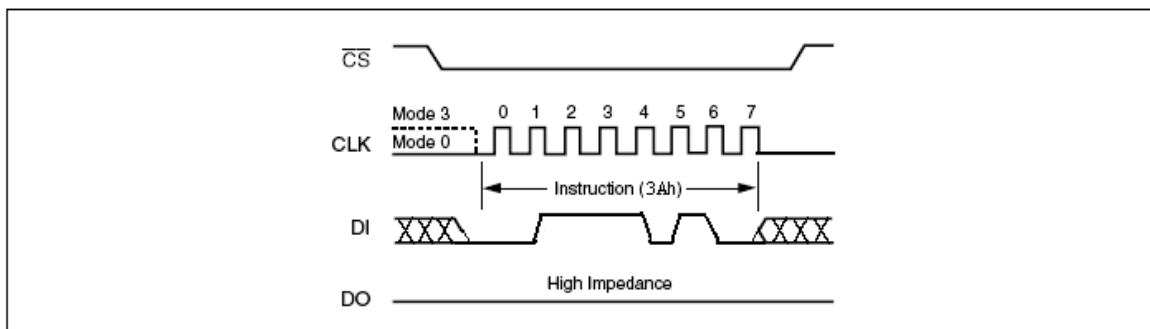 CS
Mode 3
0 1 2 3 4 5 6 7
CLK
Mode 0
Instruction (3Ah)
DI
High Impedance
DO